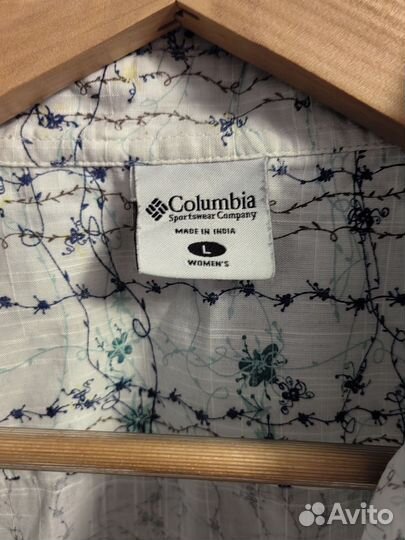 Columbia
Sportswear Company
MADE IN INDIA
L
WOMEN'S
Avito